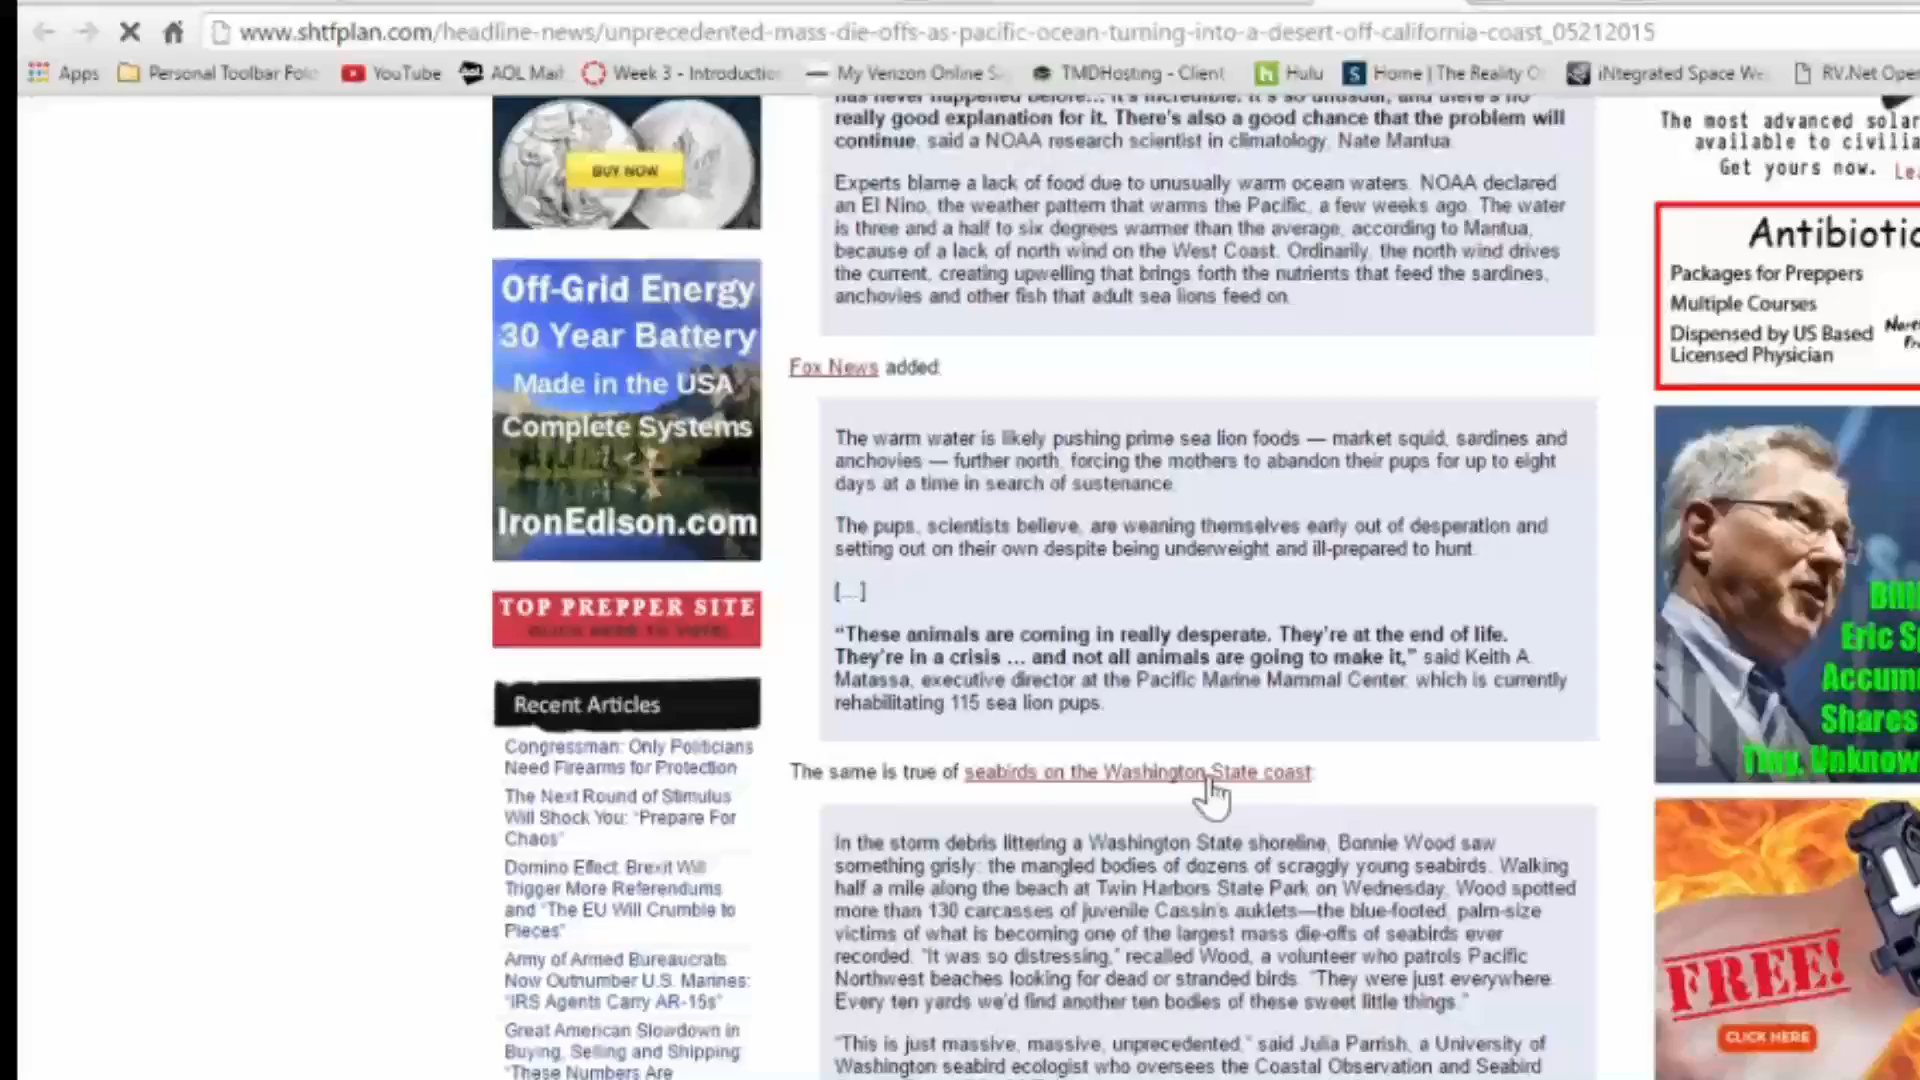 www.shtfplan.com/headline-news/unprecedented-mass-die-offs-as-pacific-ocean-turning-into-a-desert-off-california-coast_05212015
Apps
Personal Toolbar Fol
YouTube
AOL Mail
Week 3 - Introductio
My Verizon Online S
TMDHosting - Client
Hulu
Home | The Reality O
iNtegrated Space We
RV.Net Ope
BUY NOW
Off-Grid Energy
30 Year Battery
Made in the USA
Complete Systems
IronEdison.com
TOP PREPPER SITE
CLICK HERE TO VOTE!
Recent Articles
Congressman: Only Politicians
Need Firearms for Protection
The Next Round of Stimulus
Will Shock You: "Prepare For
Chaos"
Domino Effect: Brexit Will
Trigger More Referendums
and "The EU Will Crumble to
Pieces"
Army of Armed Bureaucrats
Now Outnumber U.S. Marines:
"IRS Agents Carry AR-15s"
Great American Slowdown in
Buying, Selling and Shipping:
"These Numbers Are
has never happened before... It's incredible. It's so unusual, and there's no
really good explanation for it. There's also a good chance that the problem will
continue, said a NOAA research scientist in climatology, Nate Mantua.
Experts blame a lack of food due to unusually warm ocean waters. NOAA declared
an El Nino, the weather pattern that warms the Pacific, a few weeks ago. The water
is three and a half to six degrees warmer than the average, according to Mantua,
because of a lack of north wind on the West Coast. Ordinarily, the north wind drives
the current, creating upwelling that brings forth the nutrients that feed the sardines,
anchovies and other fish that adult sea lions feed on.
Fox News added:
The warm water is likely pushing prime sea lion foods — market squid, sardines and
anchovies — further north, forcing the mothers to abandon their pups for up to eight
days at a time in search of sustenance.
The pups, scientists believe, are weaning themselves early out of desperation and
setting out on their own despite being underweight and ill-prepared to hunt.
[...]
"These animals are coming in really desperate. They're at the end of life.
They're in a crisis ... and not all animals are going to make it," said Keith A.
Matassa, executive director at the Pacific Marine Mammal Center, which is currently
rehabilitating 115 sea lion pups.
The same is true of seabirds on the Washington State coast:
In the storm debris littering a Washington State shoreline, Bonnie Wood saw
something grisly: the mangled bodies of dozens of scraggly young seabirds. Walking
half a mile along the beach at Twin Harbors State Park on Wednesday, Wood spotted
more than 130 carcasses of juvenile Cassin's auklets—the blue-footed, palm-size
victims of what is becoming one of the largest mass die-offs of seabirds ever
recorded. "It was so distressing," recalled Wood, a volunteer who patrols Pacific
Northwest beaches looking for dead or stranded birds. "They were just everywhere.
Every ten yards we'd find another ten bodies of these sweet little things."
"This is just massive, massive, unprecedented," said Julia Parrish, a University of
Washington seabird ecologist who oversees the Coastal Observation and Seabird
The most advanced solar
available to civilia
Get yours now. Le
Antibiotic
Packages for Preppers
Multiple Courses
Dispensed by US Based
Licensed Physician
Bill
Eric S
Accum
Shares
Tiny, Unknow
FREE!
CLICK HERE